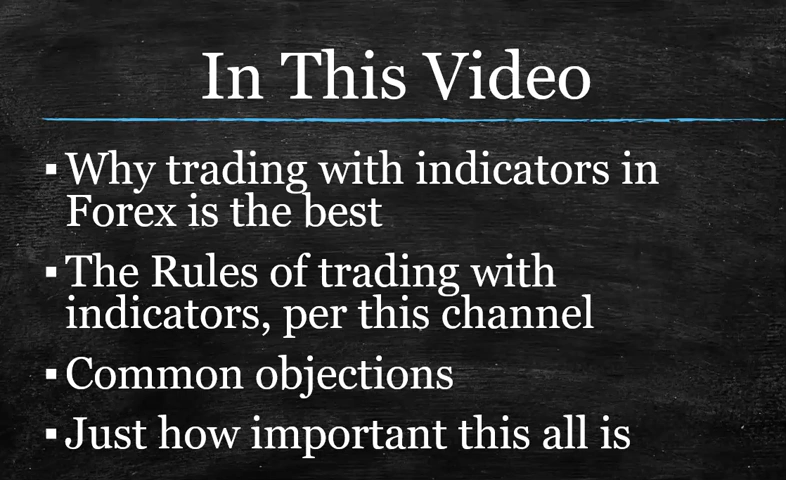 In This Video
▪ Why trading with indicators in
Forex is the best
▪ The Rules of trading with
indicators, per this channel
▪ Common objections
▪ Just how important this all is